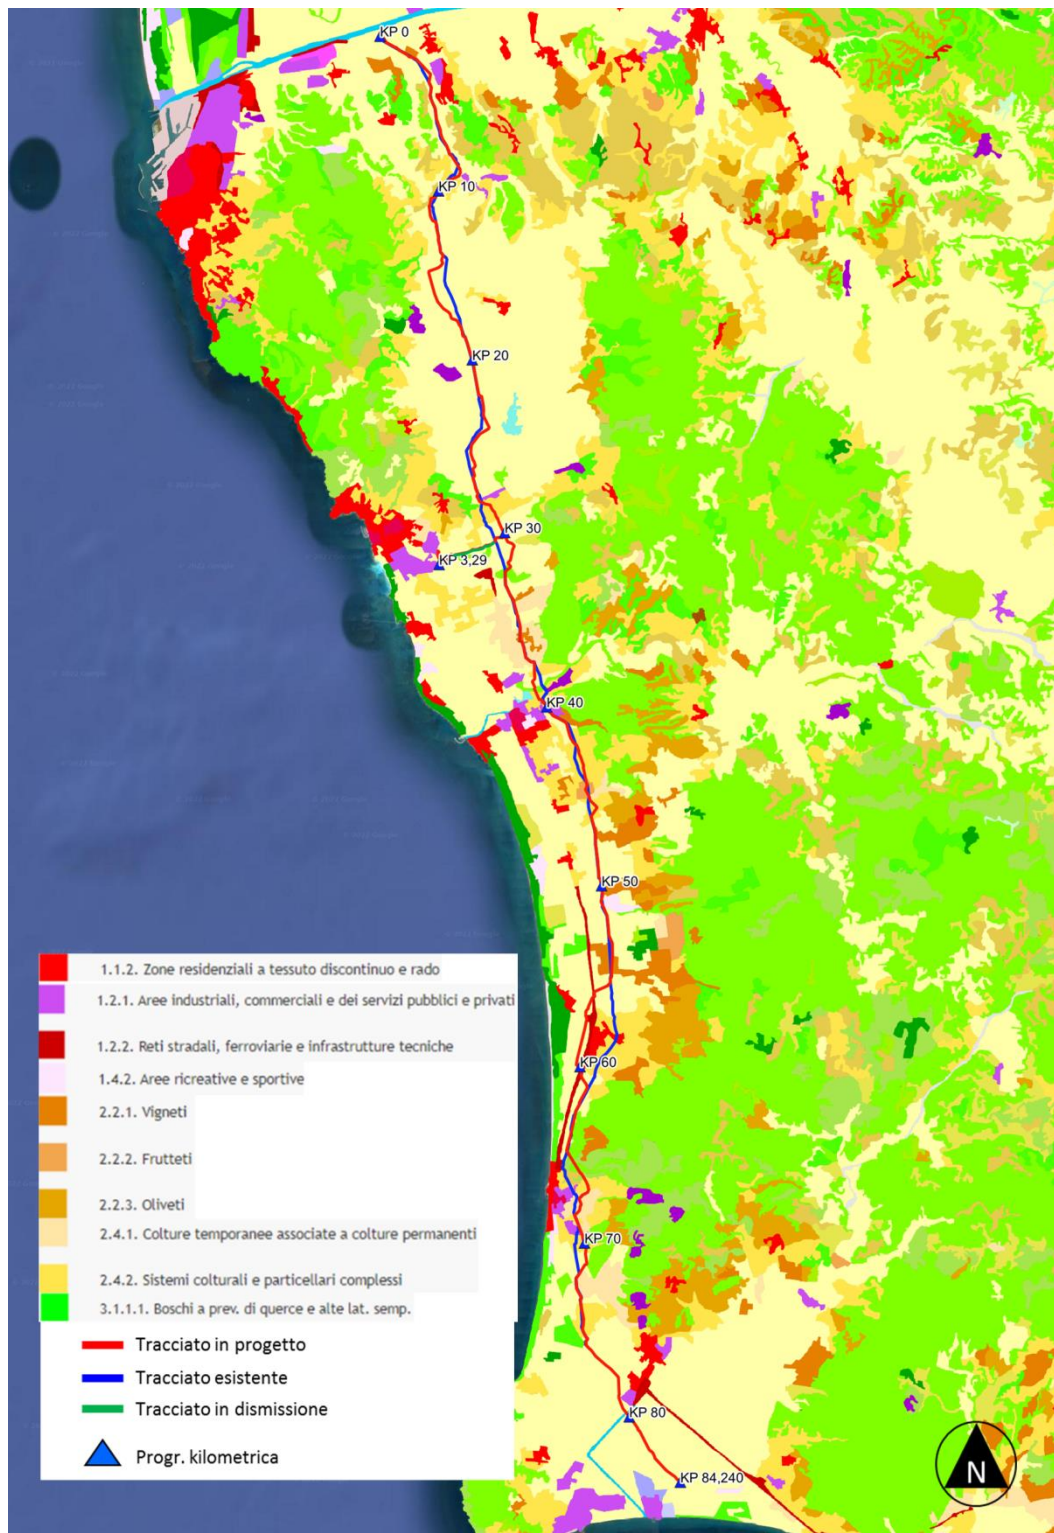 KP 0
KP 10
KP 20
KP 30
KP 3,29
KP 40
KP 50
KP 60
KP 70
KP 80
KP 84,240
1.1.2. Zone residenziali a tessuto discontinuo e rado
1.2.1. Aree industriali, commerciali e dei servizi pubblici e privati
1.2.2. Reti stradali, ferroviarie e infrastrutture tecniche
1.4.2. Aree ricreative e sportive
2.2.1. Vigneti
2.2.2. Frutteti
2.2.3. Oliveti
2.4.1. Colture temporanee associate a colture permanenti
2.4.2. Sistemi colturali e particellari complessi
3.1.1.1. Boschi a prev. di querce e alte lat. semp.
Tracciato in progetto
Tracciato esistente
Tracciato in dismissione
Progr. kilometrica
N